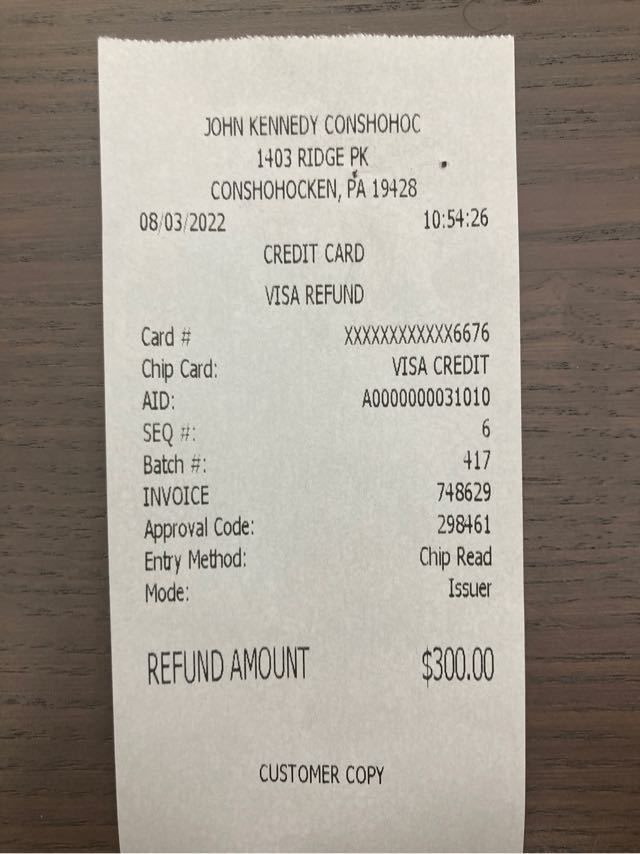 JOHN KENNEDY CONSHOHOC
1403 RIDGE PK
CONSHOHOCKEN, PA 19428
08/03/2022 10:54:26
CREDIT CARD
VISA REFUND
Card # XXXXXXXXXXXX6676
Chip Card: VISA CREDIT
AID: A0000000031010
SEQ #: 6
Batch #: 417
INVOICE 748629
Approval Code: 298461
Entry Method: Chip Read
Mode: Issuer
REFUND AMOUNT $300.00
CUSTOMER COPY